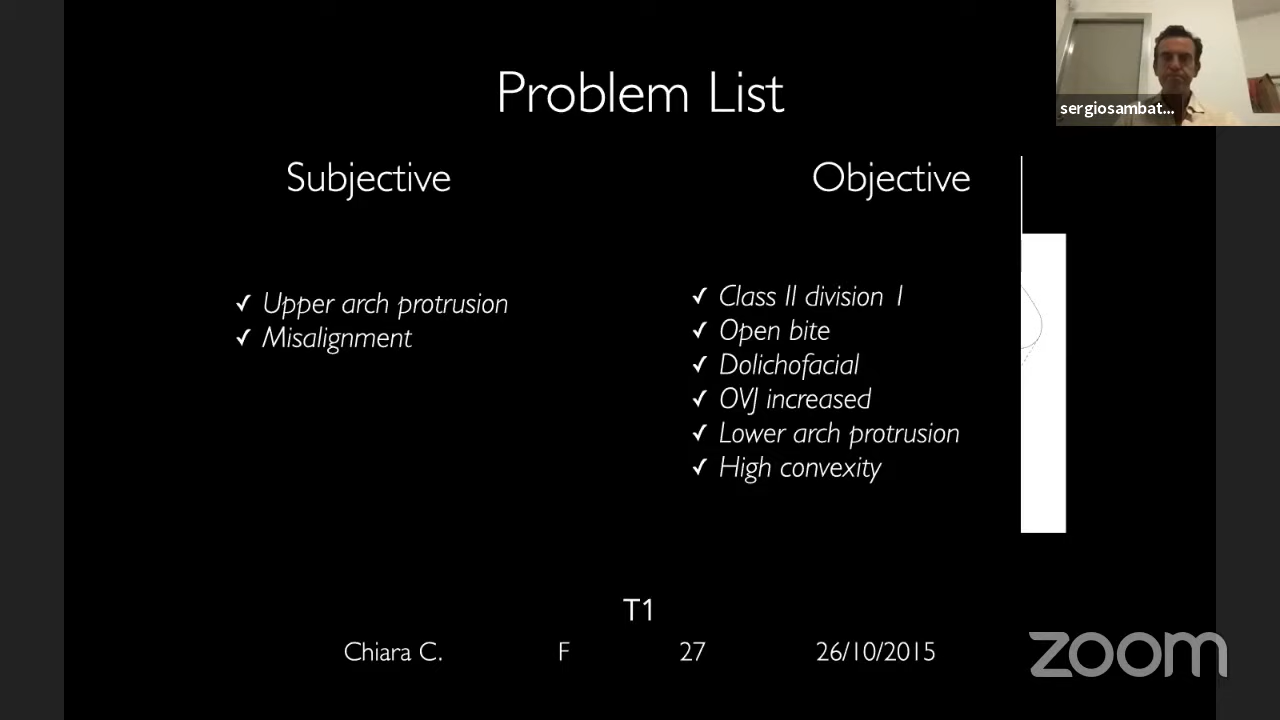 Problem List
sergiosambat...
Subjective
Objective
✓ Upper arch protrusion
✓ Misalignment
✓ Class II division 1
✓ Open bite
✓ Dolichofacial
✓ OVJ increased
✓ Lower arch protrusion
✓ High convexity
T1
Chiara C. F 27 26/10/2015
zoom